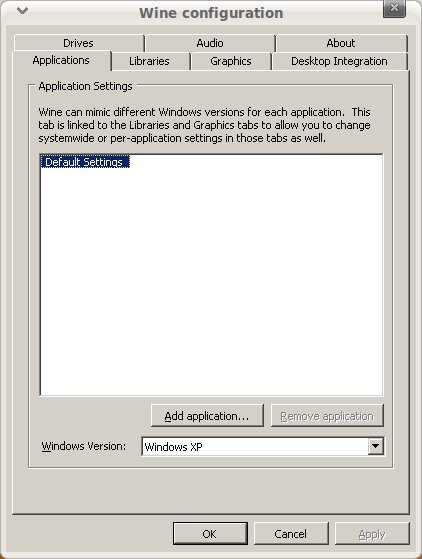 Wine configuration
Drives Audio About
Applications Libraries Graphics Desktop Integration
Application Settings
Wine can mimic different Windows versions for each application. This
tab is linked to the Libraries and Graphics tabs to allow you to change
systemwide or per-application settings in those tabs as well.
Default Settings
Add application... Remove application
Windows Version: Windows XP
OK Cancel Apply